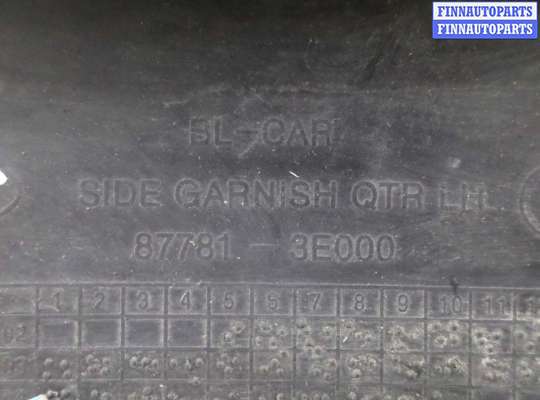 FINNAUTOPARTS
FINNAUTOPARTS
BL-CAR
SIDE GARNISH QTR LH
87781-3E000
1 2 3 4 5 6 7 8 9 10 11
02